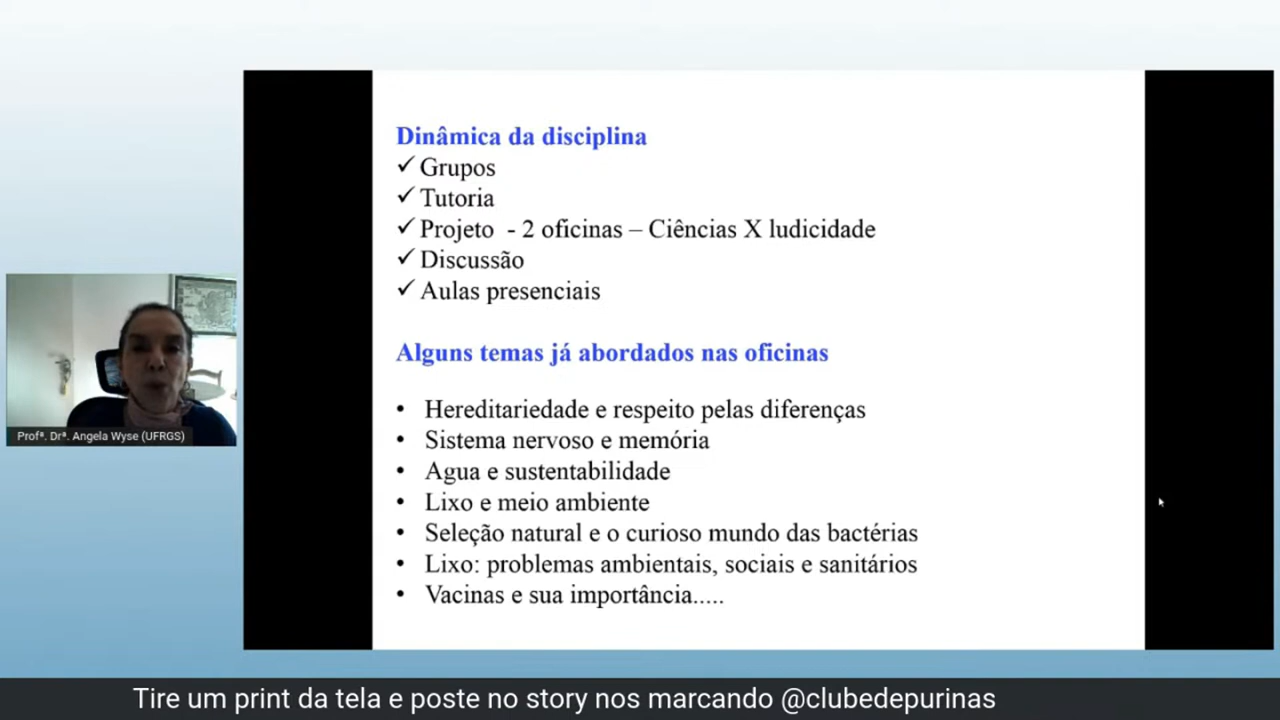 Dinâmica da disciplina
✓ Grupos
✓ Tutoria
✓ Projeto - 2 oficinas – Ciências X ludicidade
✓ Discussão
✓ Aulas presenciais
Alguns temas já abordados nas oficinas
• Hereditariedade e respeito pelas diferenças
• Sistema nervoso e memória
• Agua e sustentabilidade
• Lixo e meio ambiente
• Seleção natural e o curioso mundo das bactérias
• Lixo: problemas ambientais, sociais e sanitários
• Vacinas e sua importância.....
Profª. Drª. Angela Wyse (UFRGS)
Tire um print da tela e poste no story nos marcando @clubedepurinas